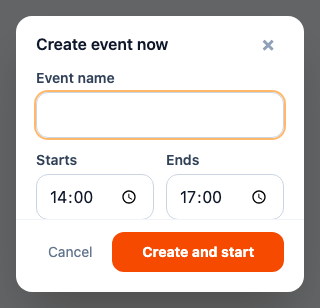 Create event now
Event name
Starts Ends
14:00 17:00
Cancel Create and start